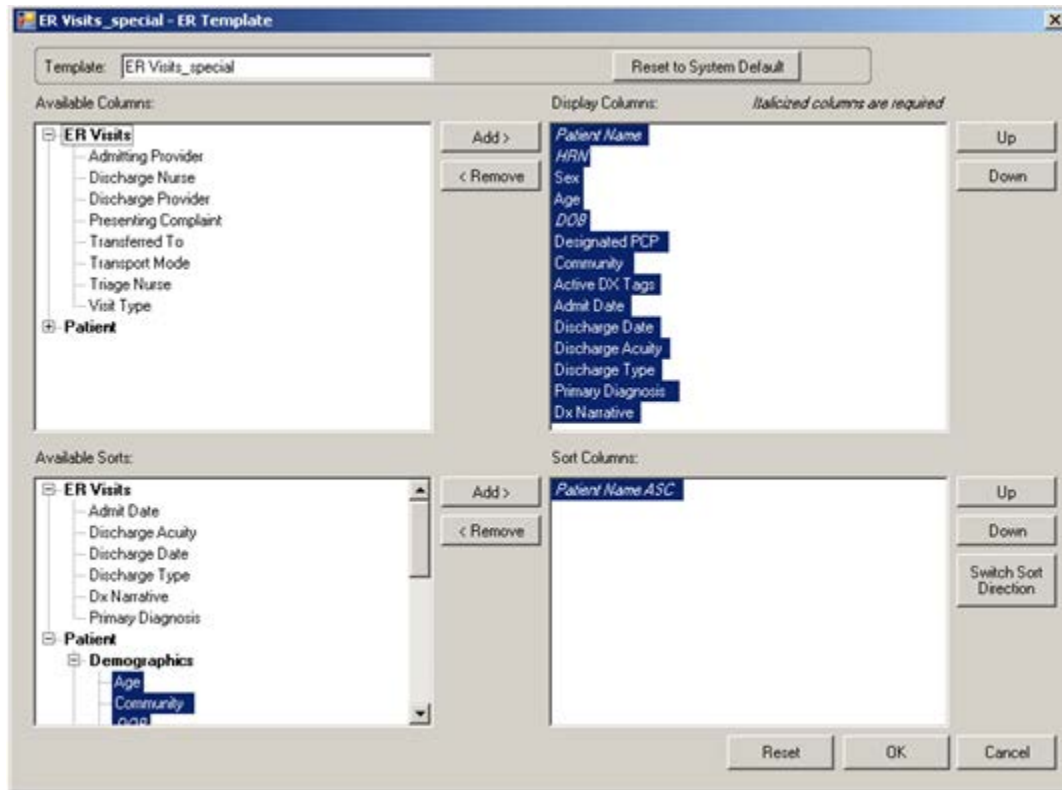 ER Visits_special - ER Template
Template: ER Visits_special
Reset to System Default
Available Columns:
ER Visits
Admitting Provider
Discharge Nurse
Discharge Provider
Presenting Complaint
Transferred To
Transport Mode
Triage Nurse
Visit Type
Patient
Add >
< Remove
Display Columns: Italicized columns are required
Patient Name
HRN
Sex
Age
DOB
Designated PCP
Community
Active DX Tags
Admit Date
Discharge Date
Discharge Acuity
Discharge Type
Primary Diagnosis
Dx Narrative
Up
Down
Available Sorts:
ER Visits
Admit Date
Discharge Acuity
Discharge Date
Discharge Type
Dx Narrative
Primary Diagnosis
Patient
Demographics
Age
Community
DOB
Add >
< Remove
Sort Columns:
Patient Name ASC
Up
Down
Switch Sort
Direction
Reset
OK
Cancel